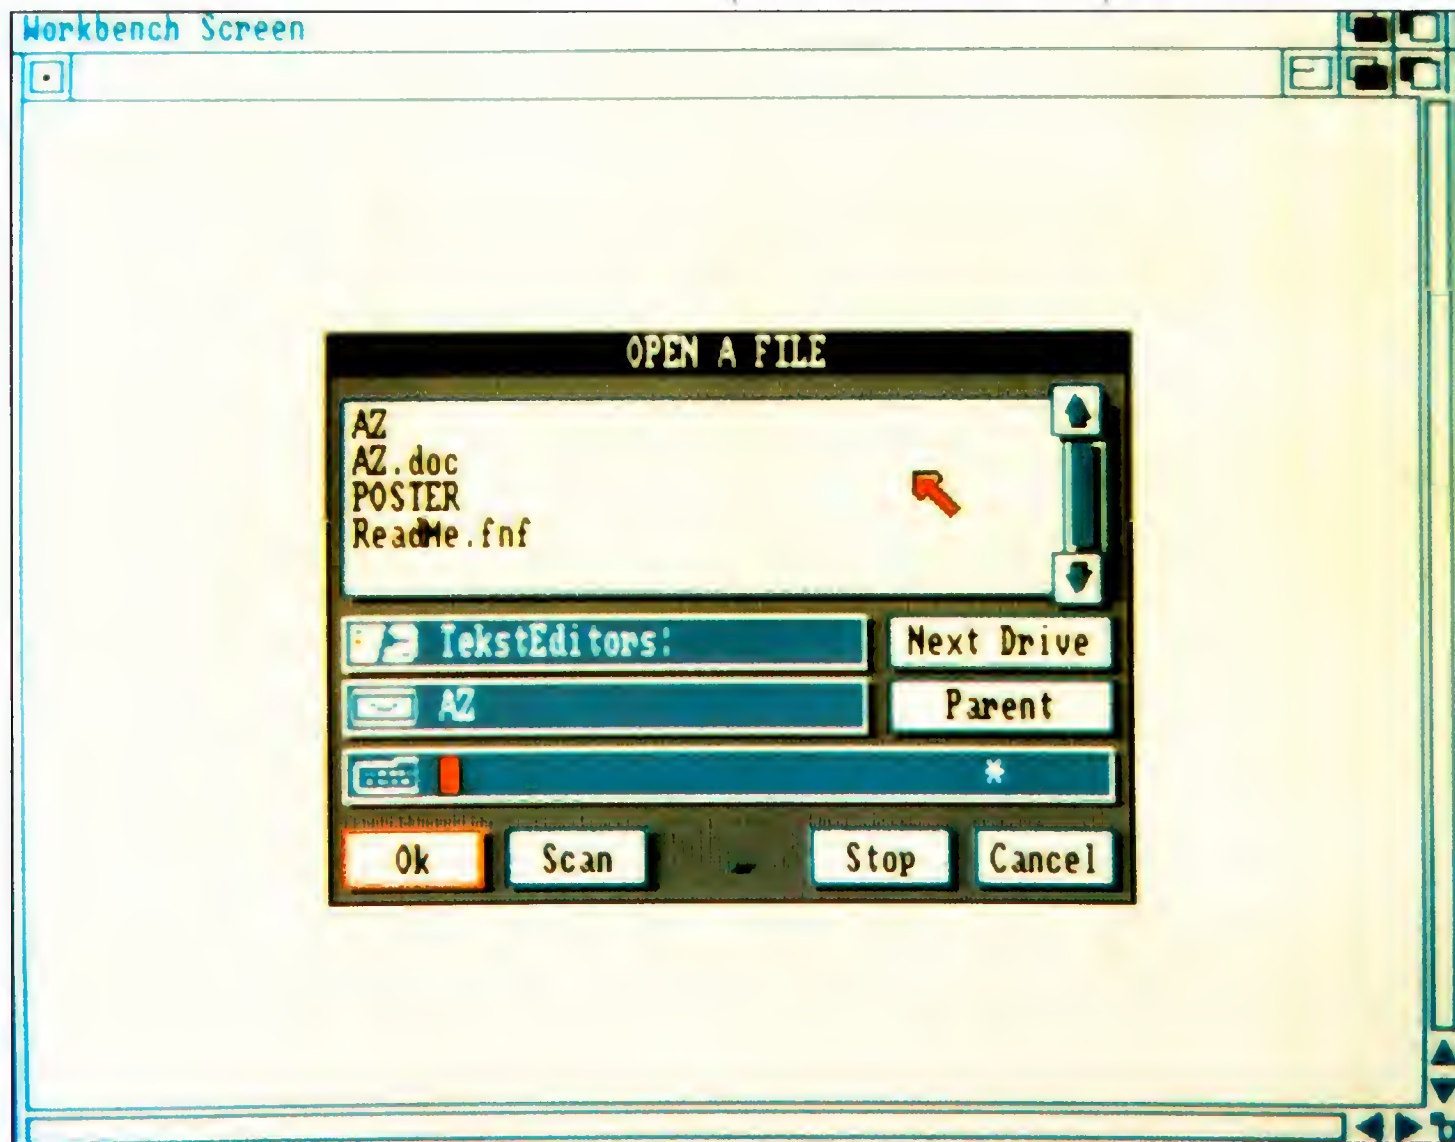 Workbench Screen
OPEN A FILE
AZ
AZ.doc
POSTER
ReadMe.fnf
TekstEditors:
Next Drive
AZ
Parent
*
Ok
Scan
Stop
Cancel